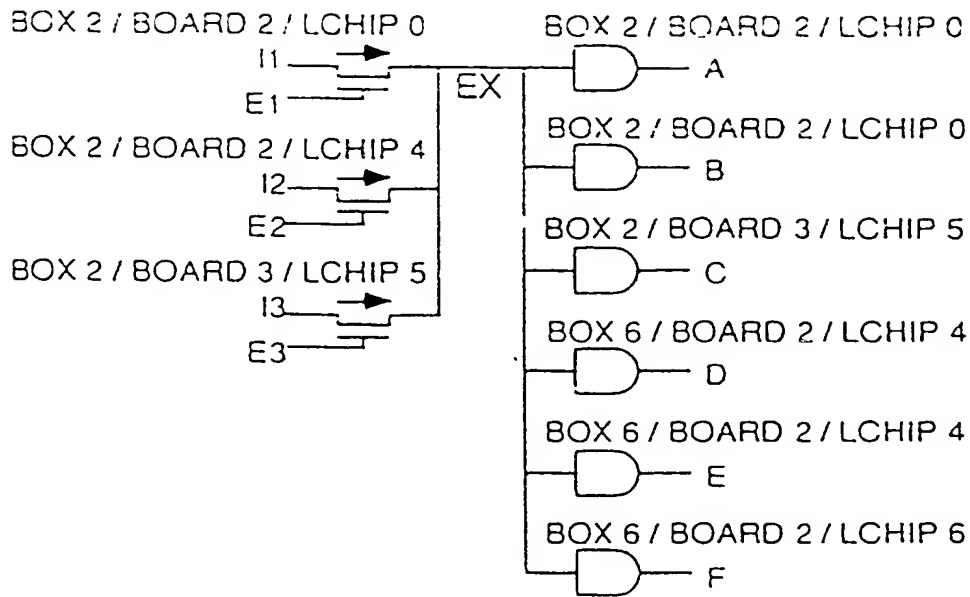 BOX 2 / BOARD 2 / LCHIP 0
I1
E1
BOX 2 / BOARD 2 / LCHIP 4
I2
E2
BOX 2 / BOARD 3 / LCHIP 5
I3
E3
EX
BOX 2 / BOARD 2 / LCHIP 0
A
BOX 2 / BOARD 2 / LCHIP 0
B
BOX 2 / BOARD 3 / LCHIP 5
C
BOX 6 / BOARD 2 / LCHIP 4
D
BOX 6 / BOARD 2 / LCHIP 4
E
BOX 6 / BOARD 2 / LCHIP 6
F